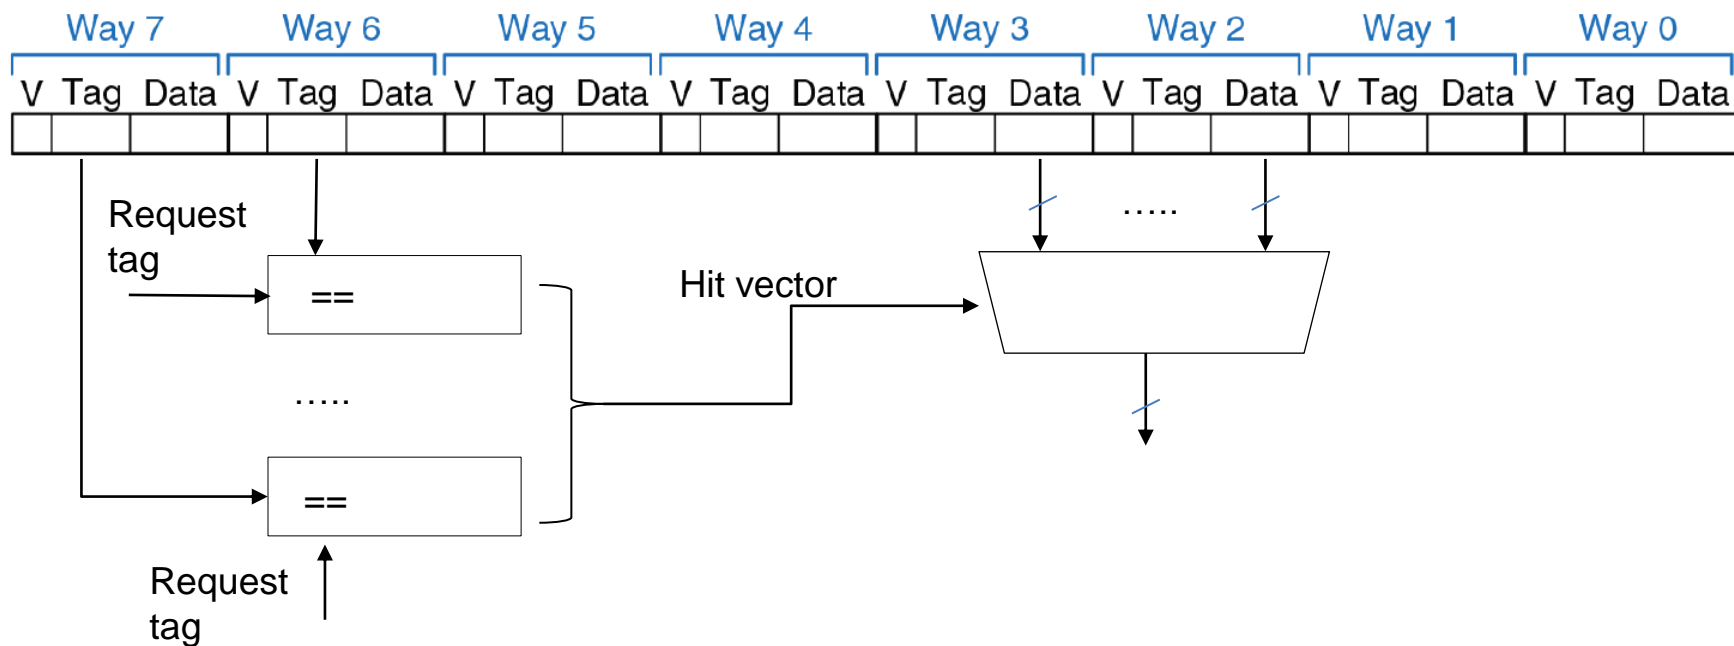 Way 7 Way 6 Way 5 Way 4 Way 3 Way 2 Way 1 Way 0
V Tag Data V Tag Data V Tag Data V Tag Data V Tag Data V Tag Data V Tag Data V Tag Data
Request
tag
.....
Hit vector
==
.....
==
Request
tag